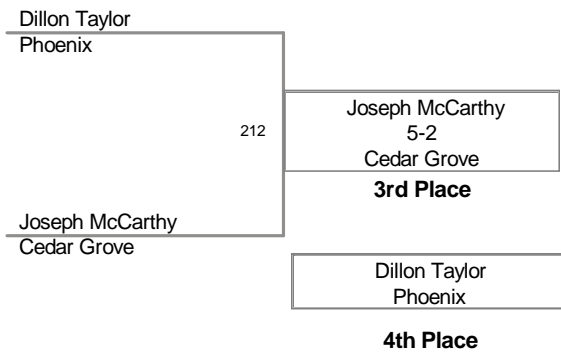 Dillon Taylor
Phoenix
212
Joseph McCarthy
5-2
Cedar Grove
3rd Place
Joseph McCarthy
Cedar Grove
Dillon Taylor
Phoenix
4th Place